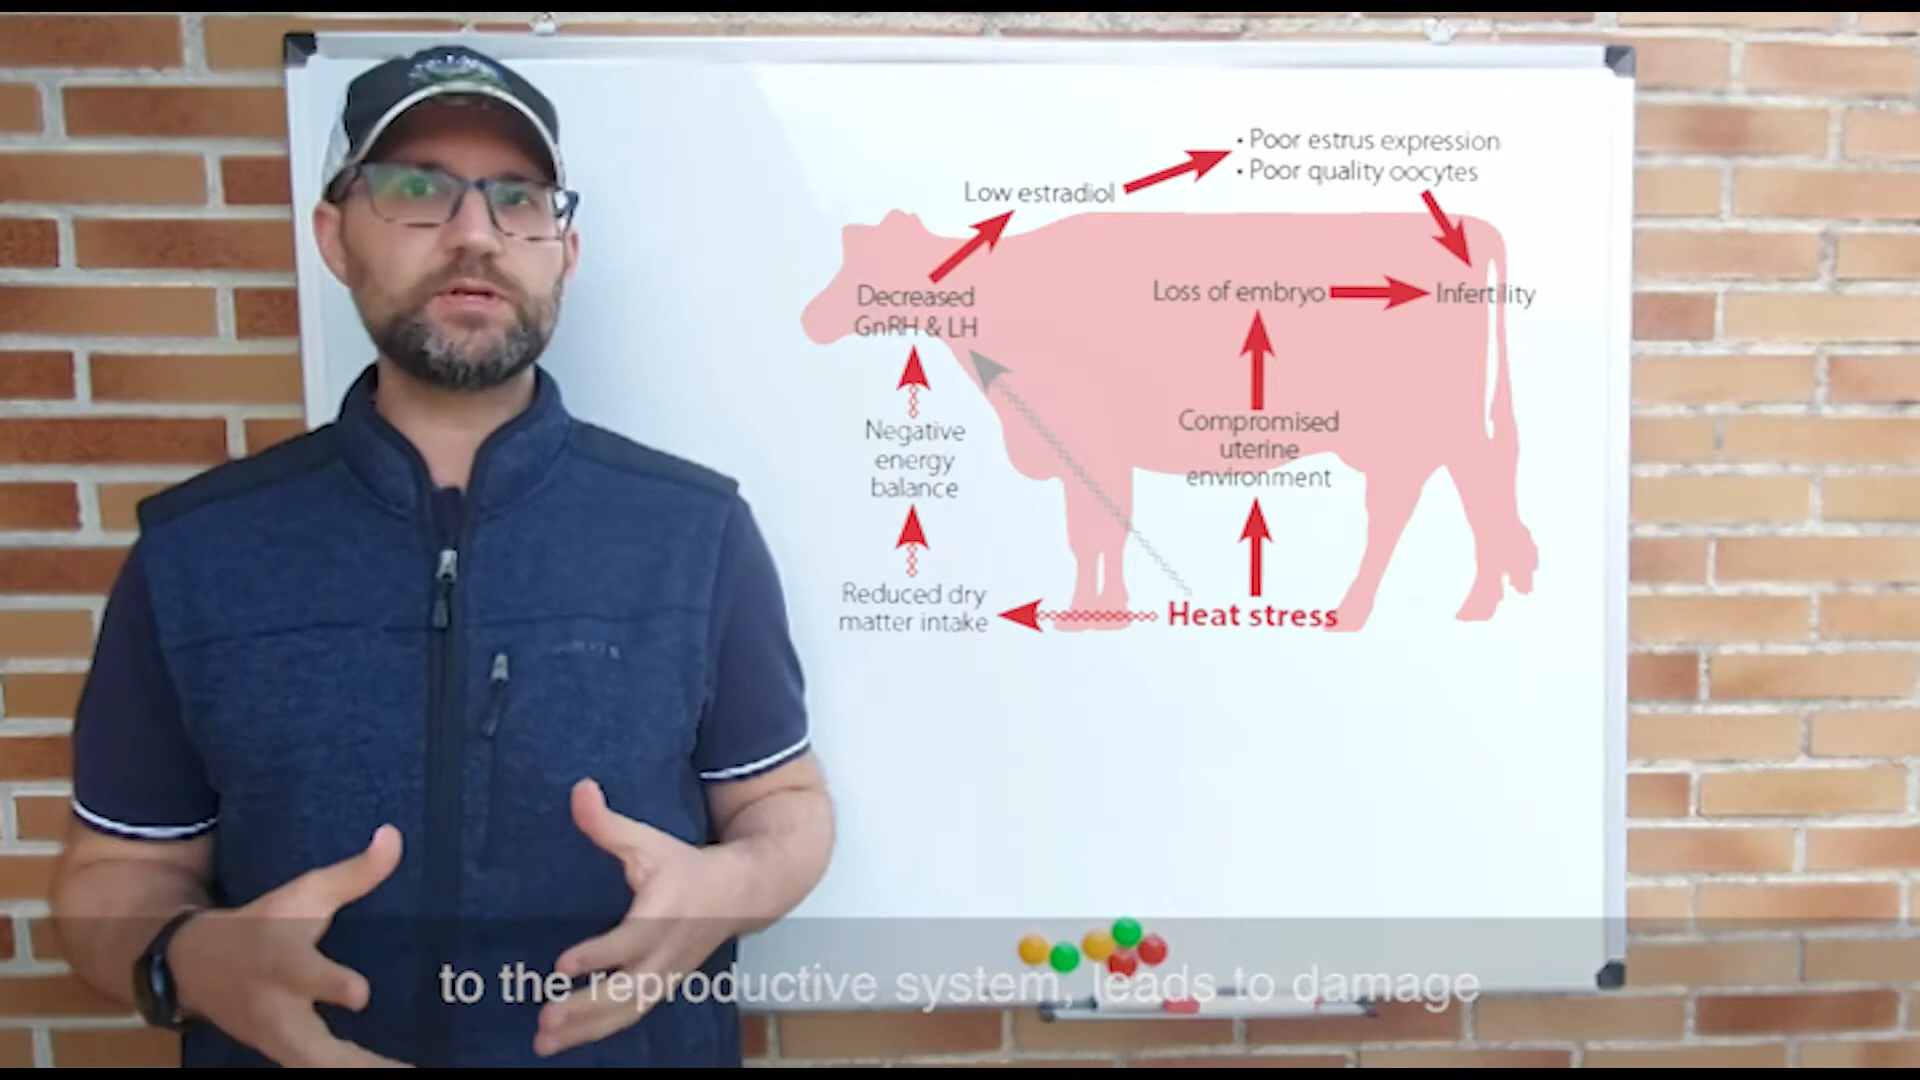 • Poor estrus expression
• Poor quality oocytes
Low estradiol
Decreased
GnRH & LH
Loss of embryo
Infertility
Negative
energy
balance
Compromised
uterine
environment
Reduced dry
matter intake
Heat stress
to the reproductive system, leads to damage